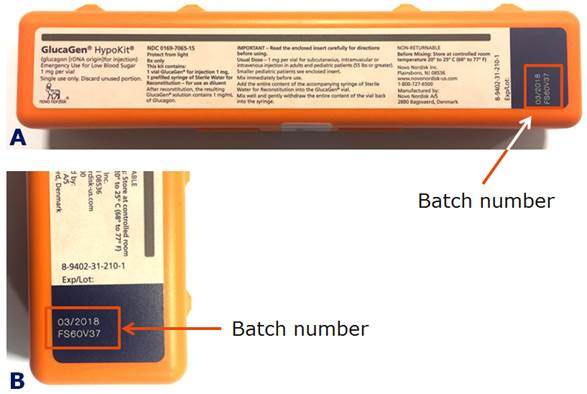 GlucaGen® HypoKit®
(glucagon [rDNA origin]for injection)
Emergency Use for Low Blood Sugar
1 mg per vial
Single use only. Discard unused portion.
novo nordisk
NDC 0169-7065-15
Protect from light
Rx only
This kit contains:
1 vial GlucaGen® for injection 1 mg,
1 prefilled syringe of Sterile Water for
Reconstitution – for use as diluent
After reconstitution, the resulting
GlucaGen® solution contains 1 mg/mL
of Glucagon.
IMPORTANT – Read the enclosed insert carefully for directions
before using.
Usual Dose – 1 mg per vial for subcutaneous, intramuscular or
intravenous injection in adults and pediatric patients (55 lbs or greater)
Smaller pediatric patients see enclosed insert.
Mix immediately before use.
Add the entire content of the accompanying syringe of Sterile
Water for Reconstitution into the GlucaGen® vial.
Mix well and gently withdraw the entire content of the vial back
into the syringe.
NON-RETURNABLE
Before Mixing: Store at controlled room
temperature 20° to 25° C (68° to 77° F)
Novo Nordisk Inc.
Plainsboro, NJ 08536
www.novonordisk-us.com
1-800-727-6500
Manufactured by:
Novo Nordisk A/S
2880 Bagsvaerd, Denmark
8-9402-31-210-1
Exp/Lot:
03/2018
FS60V37
A
Batch number
ABLE
: Store at controlled room
0° to 25° C (68° to 77° F)
Inc.
J 08536
rdisk-us.com
00
d by:
A/S
erd, Denmark
8-9402-31-210-1
Exp/Lot:
03/2018
FS60V37
Batch number
B